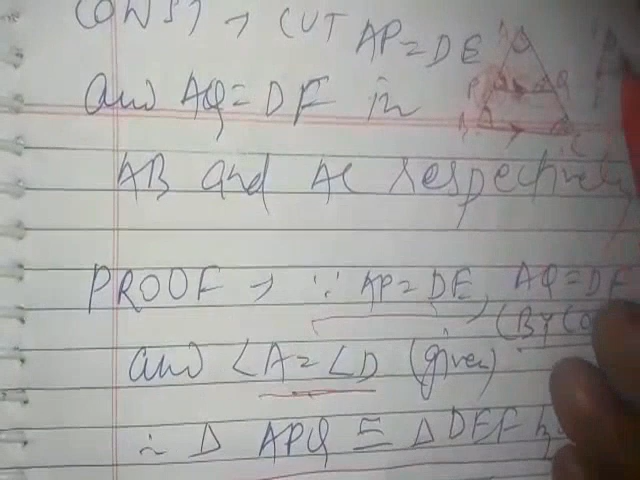 CONST → CUT AP = DE
and AQ = DF in
AB and AC respectively
PROOF → ∵ AP = DE, AQ = DF
(BY CO
and ∠A = ∠D (given)
∴ Δ APQ ≅ Δ DEF